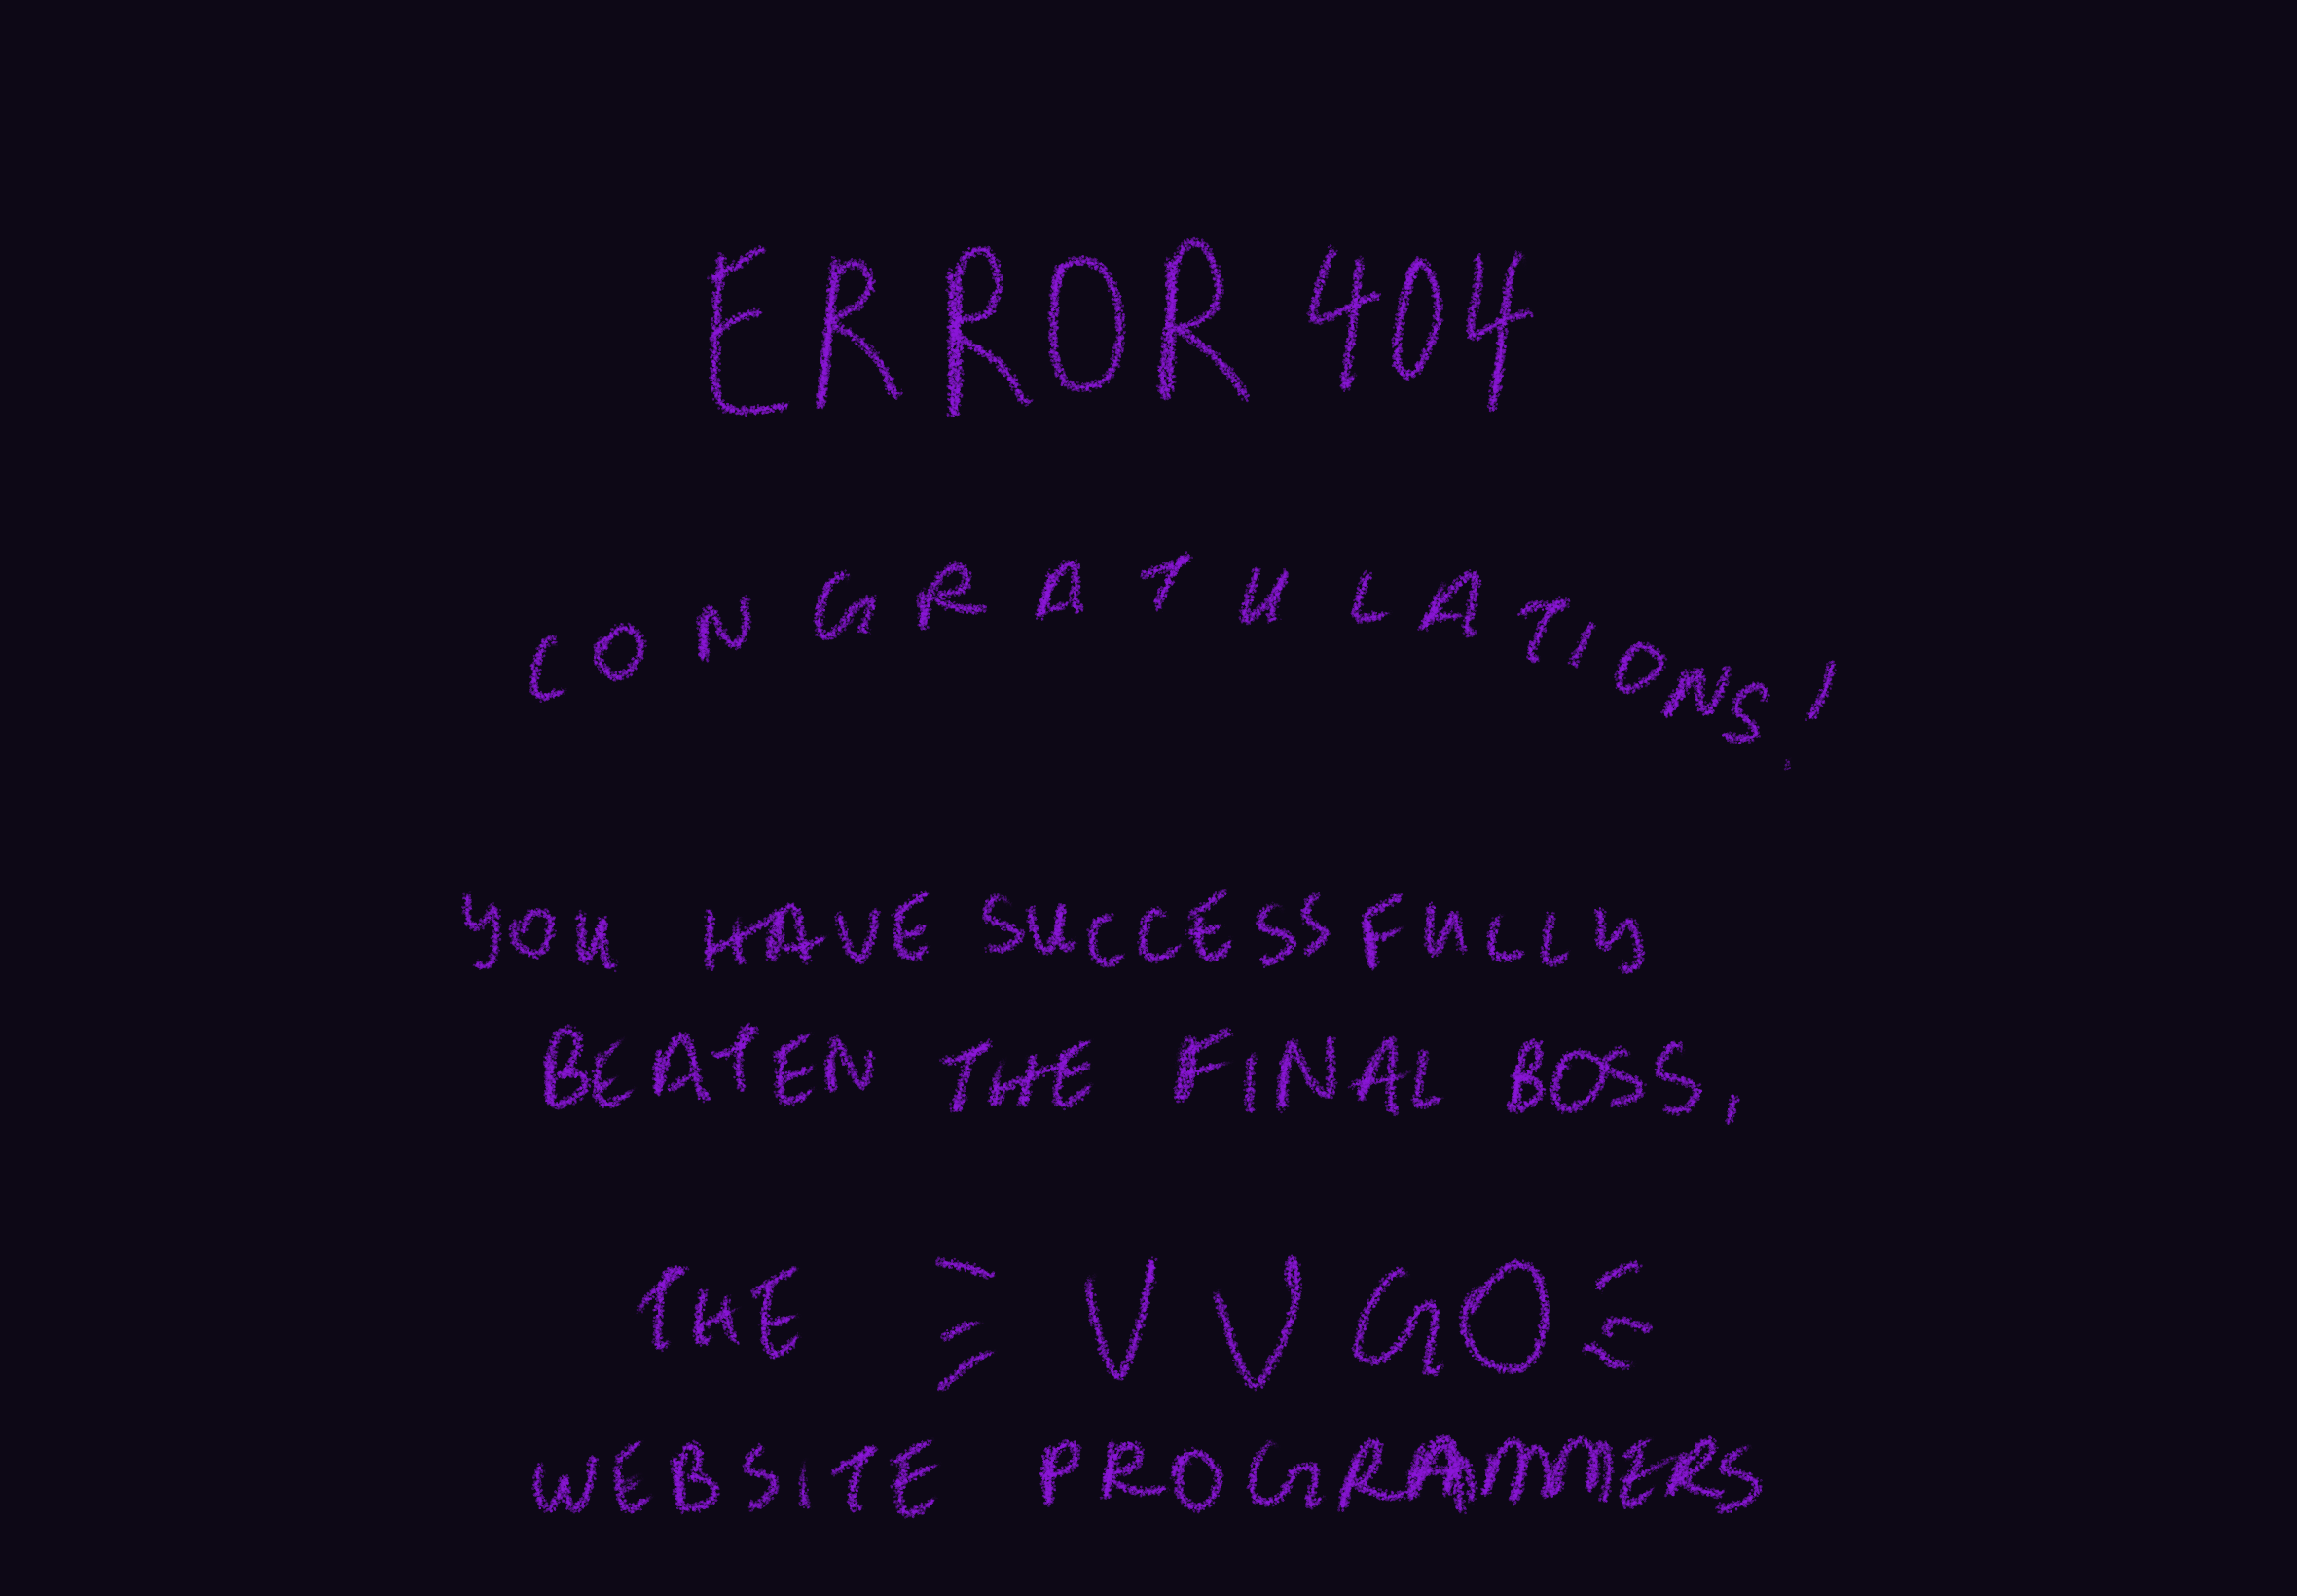 ERROR 404
CONGRATULATIONS!
YOU HAVE SUCCESSFULLY
BEATEN THE FINAL BOSS,
THE VVGO
WEBSITE PROGRAMMERS